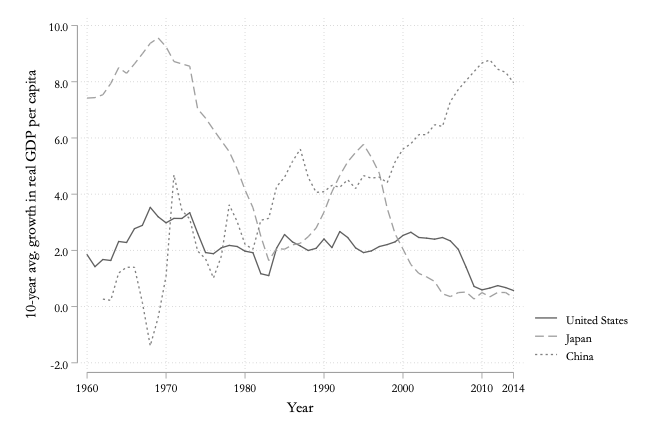 10-year avg. growth in real GDP per capita
10.0
8.0
6.0
4.0
2.0
0.0
-2.0
1960 1970 1980 1990 2000 2010 2014
Year
United States
Japan
China